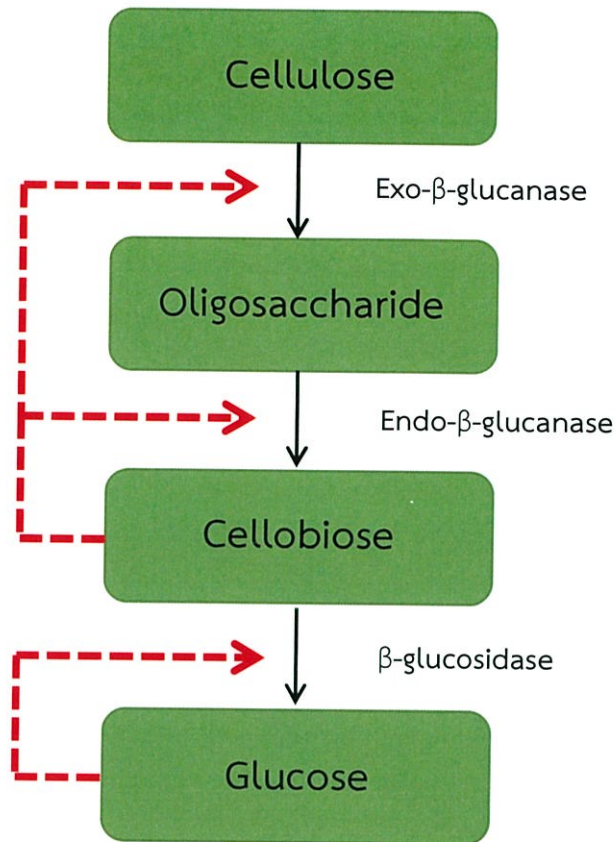 Cellulose
Exo-β-glucanase
Oligosaccharide
Endo-β-glucanase
Cellobiose
β-glucosidase
Glucose